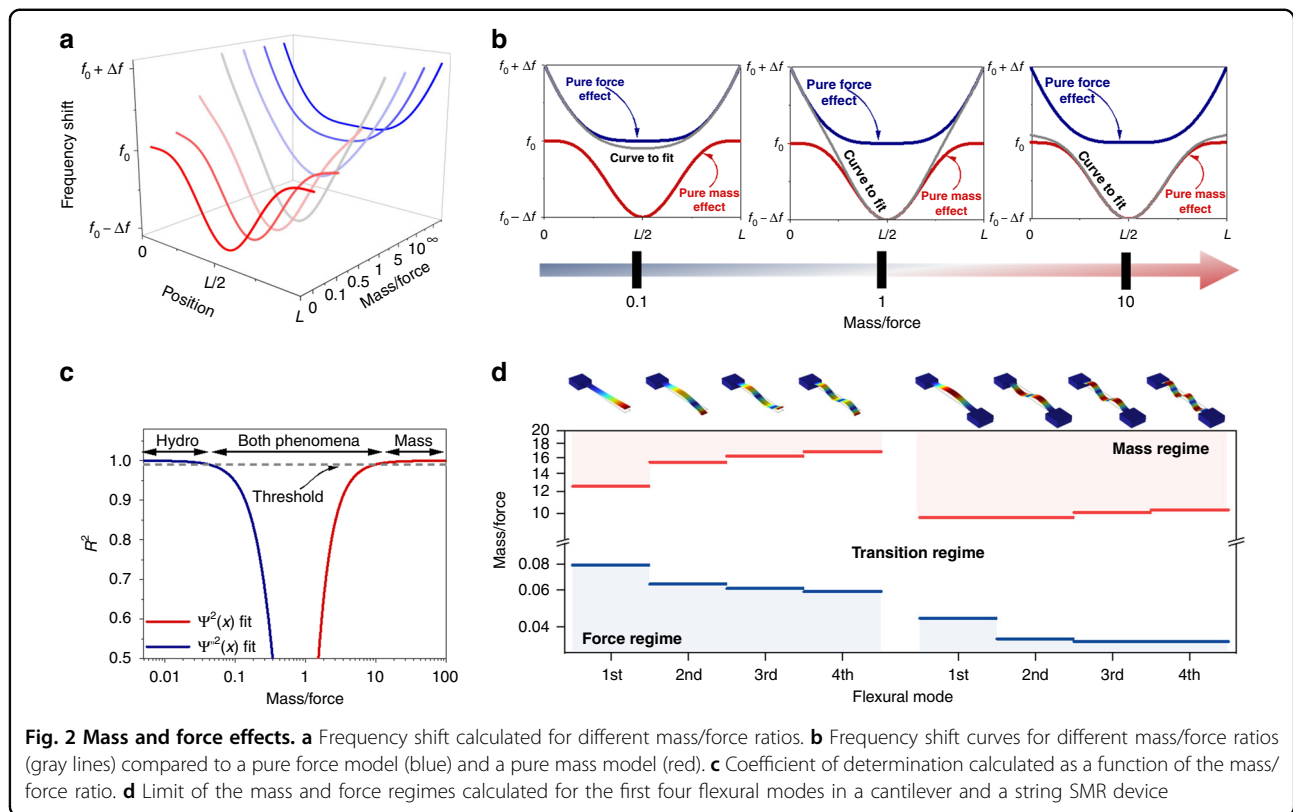 a
f0 + Δf
f0
f0 – Δf
Frequency shift
0
L/2
L
Position
0
0.1
0.5
1
5
10
∞
Mass/force
b
f0 + Δf
f0
f0 – Δf
Pure force
effect
Curve to fit
Pure mass
effect
0
L/2
L
f0 + Δf
f0
f0 – Δf
Pure force
effect
Curve to fit
Pure mass
effect
0
L/2
L
f0 + Δf
f0
f0 – Δf
Pure force
effect
Curve to fit
Pure mass
effect
0
L/2
L
0.1
1
10
Mass/force
c
Hydro
Both phenomena
Mass
Threshold
1.0
0.9
0.8
0.7
0.6
0.5
R²
Ψ²(x) fit
Ψ''²(x) fit
0.01
0.1
1
10
100
Mass/force
d
20
18
16
14
12
10
0.08
0.06
0.04
Mass/force
Mass regime
Transition regime
Force regime
1st
2nd
3rd
4th
1st
2nd
3rd
4th
Flexural mode
Fig. 2 Mass and force effects. a Frequency shift calculated for different mass/force ratios. b Frequency shift curves for different mass/force ratios
(gray lines) compared to a pure force model (blue) and a pure mass model (red). c Coefficient of determination calculated as a function of the mass/
force ratio. d Limit of the mass and force regimes calculated for the first four flexural modes in a cantilever and a string SMR device